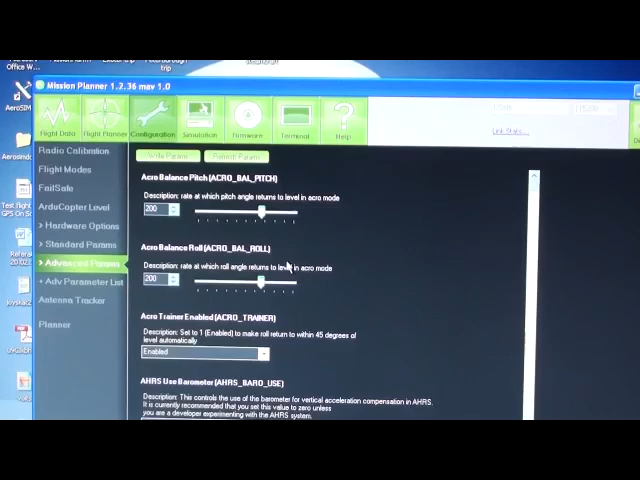 trip
Office W...
Mission Planner 1.2.36 mav 1.0
AeroSIM
Flight Data
Flight Planner
Configuration
Simulation
Firmware
Terminal
Help
Link Stats...
Radio Calibration
Write Params
Refresh Params
Flight Modes
Acro Balance Pitch (ACRO_BAL_PITCH)
FailSafe
Description: rate at which pitch angle returns to level in acro mode
200
ArduCopter Level
> Hardware Options
> Standard Params
Acro Balance Roll (ACRO_BAL_ROLL)
> Advanced Params
Description: rate at which roll angle returns to level in acro mode
200
+ Adv Parameter List
Antenna Tracker
Planner
Acro Trainer Enabled (ACRO_TRAINER)
Description: Set to 1 (Enabled) to make roll return to within 45 degrees of
level automatically
Enabled
AHRS Use Barometer (AHRS_BARO_USE)
Description: This controls the use of the barometer for vertical acceleration compensation in AHRS.
It is currently recommended that you set this value to zero unless
you are a developer experimenting with the AHRS system.
Test flight
GPS On